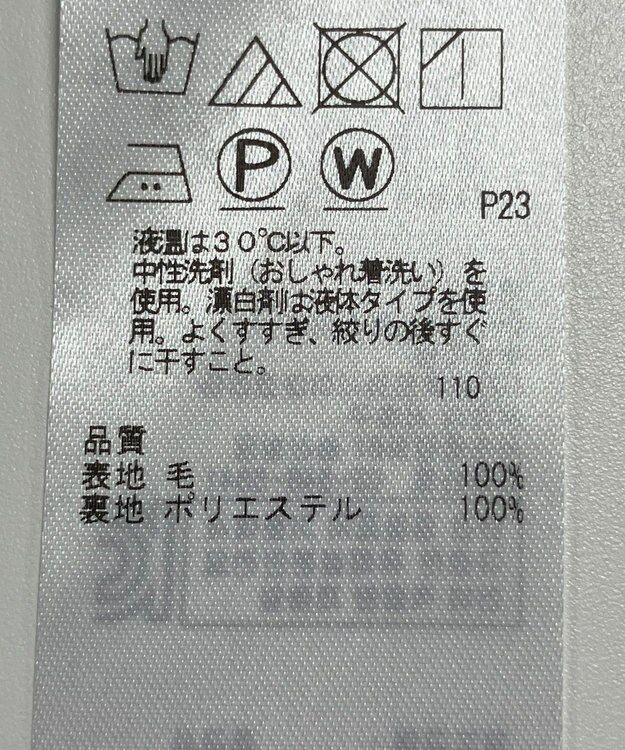 P W
P23
液温は30℃以下。
中性洗剤（おしゃれ着洗い）を
使用。漂白剤は液体タイプを使
用。よくすすぎ、絞りの後すぐ
に干すこと。
110
品質
表地 毛 100%
裏地 ポリエステル 100%